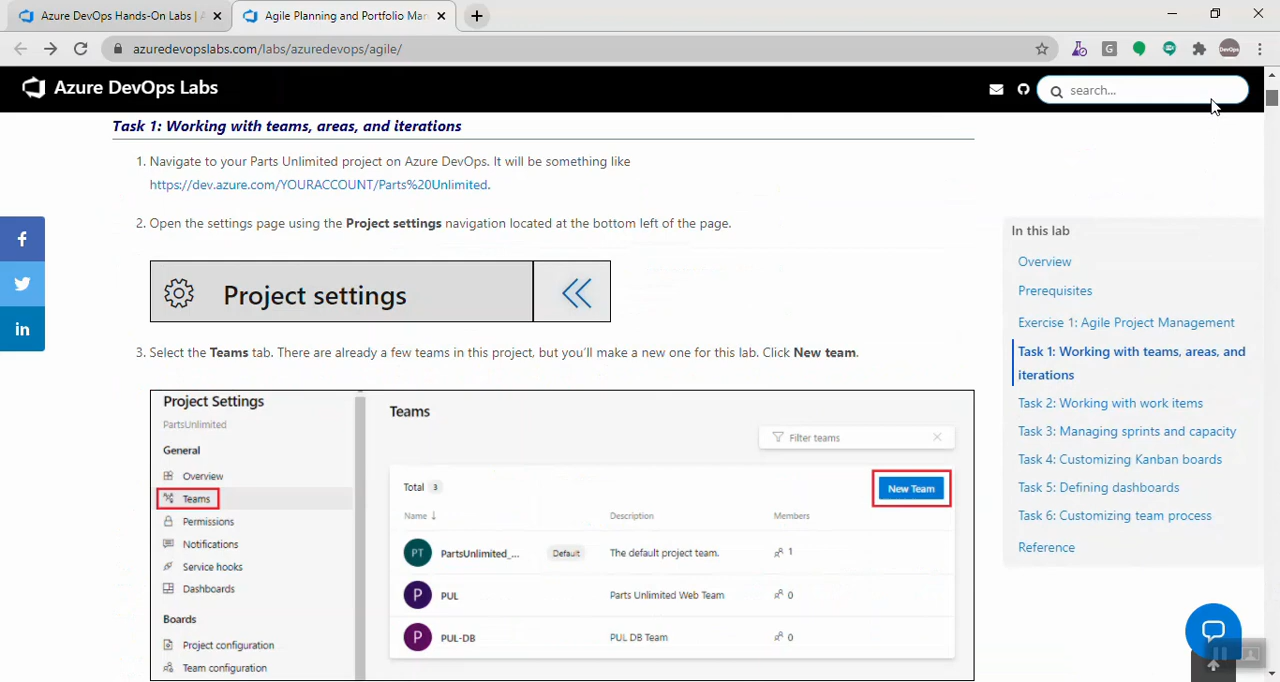 Azure DevOps Hands-On Labs | A
Agile Planning and Portfolio Man
azuredevopslabs.com/labs/azuredevops/agile/
DevOps
Azure DevOps Labs
search...
Task 1: Working with teams, areas, and iterations
1. Navigate to your Parts Unlimited project on Azure DevOps. It will be something like
https://dev.azure.com/YOURACCOUNT/Parts%20Unlimited.
2. Open the settings page using the Project settings navigation located at the bottom left of the page.
Project settings
3. Select the Teams tab. There are already a few teams in this project, but you'll make a new one for this lab. Click New team.
Project Settings
PartsUnlimited
General
Overview
Teams
Permissions
Notifications
Service hooks
Dashboards
Boards
Project configuration
Team configuration
Teams
Filter teams
Total 3
New Team
Name Description Members
PT PartsUnlimited_... Default The default project team. 1
P PUL Parts Unlimited Web Team 0
P PUL-DB PUL DB Team 0
In this lab
Overview
Prerequisites
Exercise 1: Agile Project Management
Task 1: Working with teams, areas, and
iterations
Task 2: Working with work items
Task 3: Managing sprints and capacity
Task 4: Customizing Kanban boards
Task 5: Defining dashboards
Task 6: Customizing team process
Reference